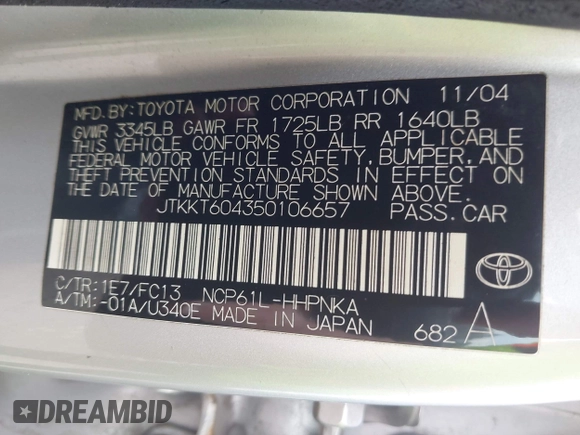 MFD.BY:TOYOTA MOTOR CORPORATION 11/04
GVWR 3345LB GAWR FR 1725LB RR 1640LB
THIS VEHICLE CONFORMS TO ALL APPLICABLE
FEDERAL MOTOR VEHICLE SAFETY, BUMPER, AND
THEFT PREVENTION STANDARDS IN EFFECT ON
THE DATE OF MANUFACTURE SHOWN ABOVE.
JTKKT604350106657 PASS.CAR
C/TR:1E7/FC13 NCP61L-HHPNKA
A/TM:-01A/U340E MADE IN JAPAN
682 A
DREAMBID